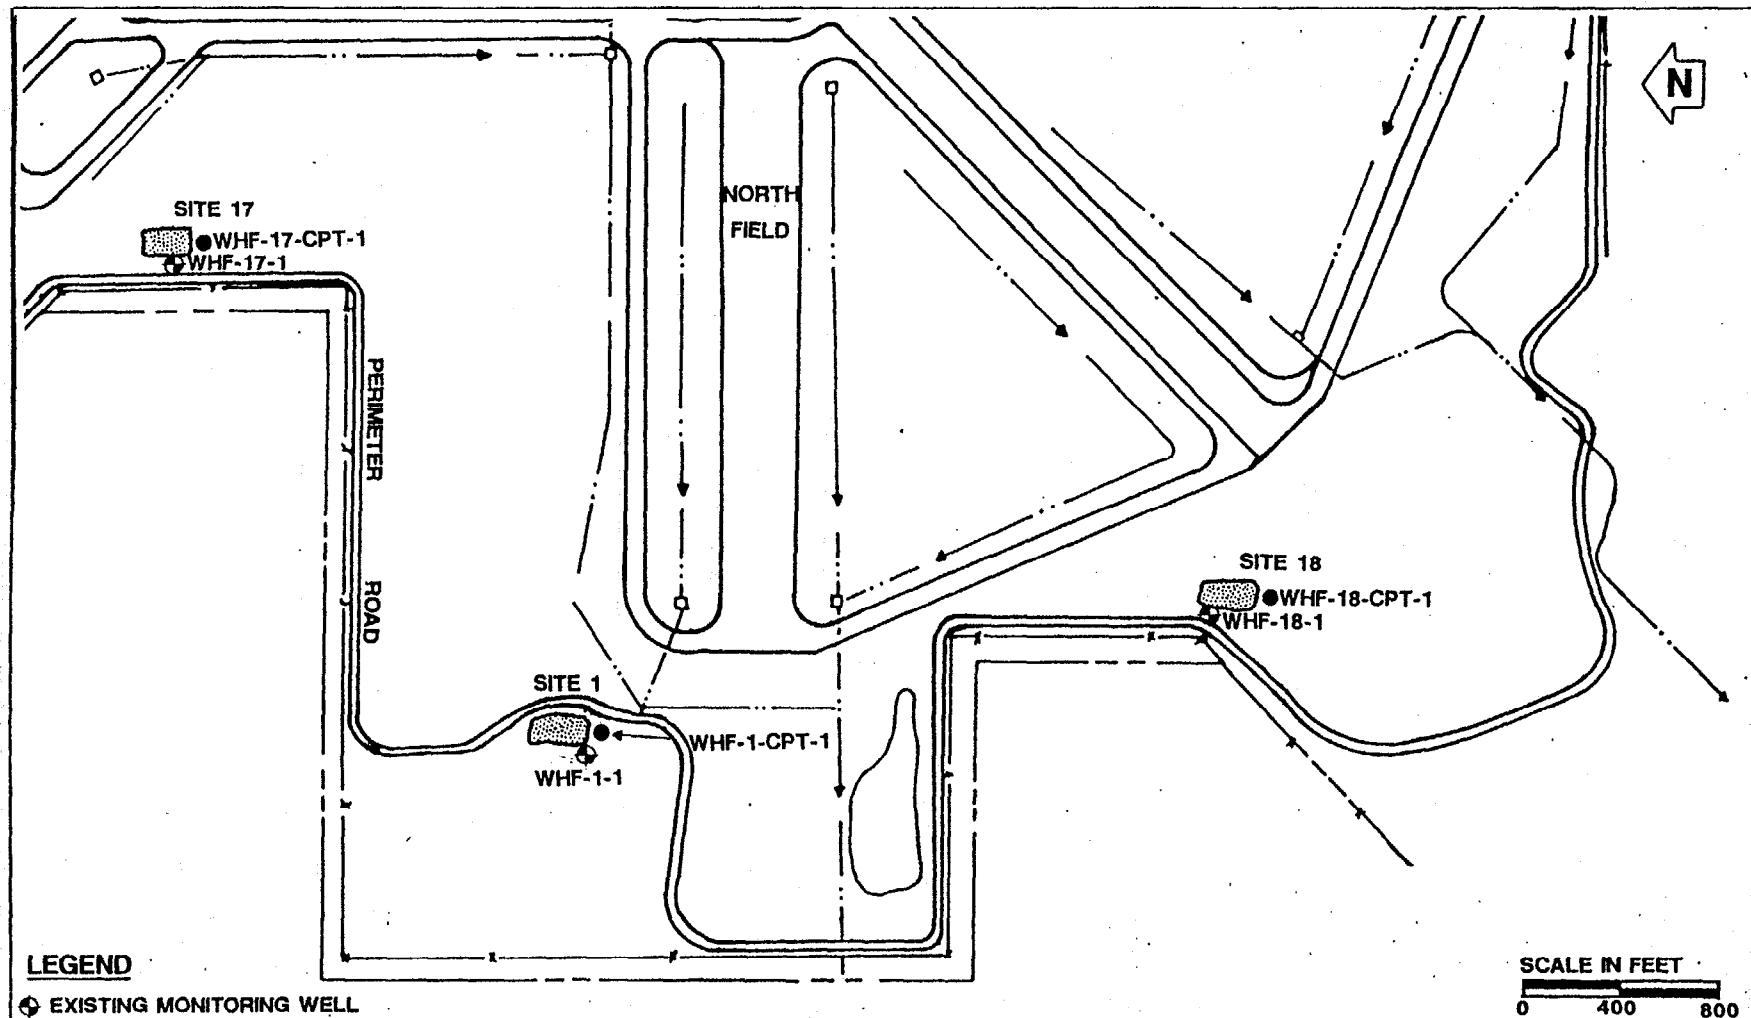 N
SITE 17
WHF-17-CPT-1
WHF-17-1
NORTH
FIELD
PERIMETER
ROAD
SITE 18
WHF-18-CPT-1
WHF-18-1
SITE 1
WHF-1-CPT-1
WHF-1-1
LEGEND
EXISTING MONITORING WELL
SCALE IN FEET
0 400 800